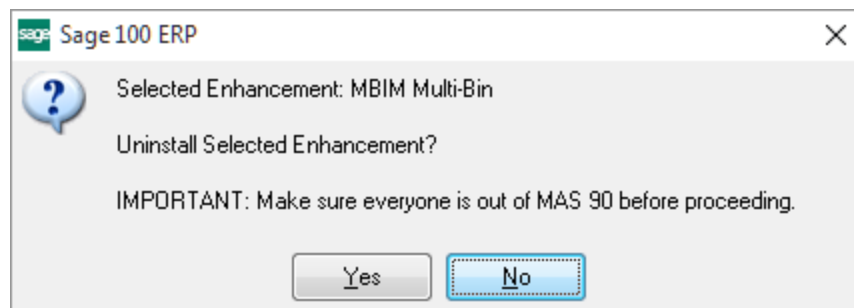 sage Sage 100 ERP
Selected Enhancement: MBIM Multi-Bin
Uninstall Selected Enhancement?
IMPORTANT: Make sure everyone is out of MAS 90 before proceeding.
Yes No